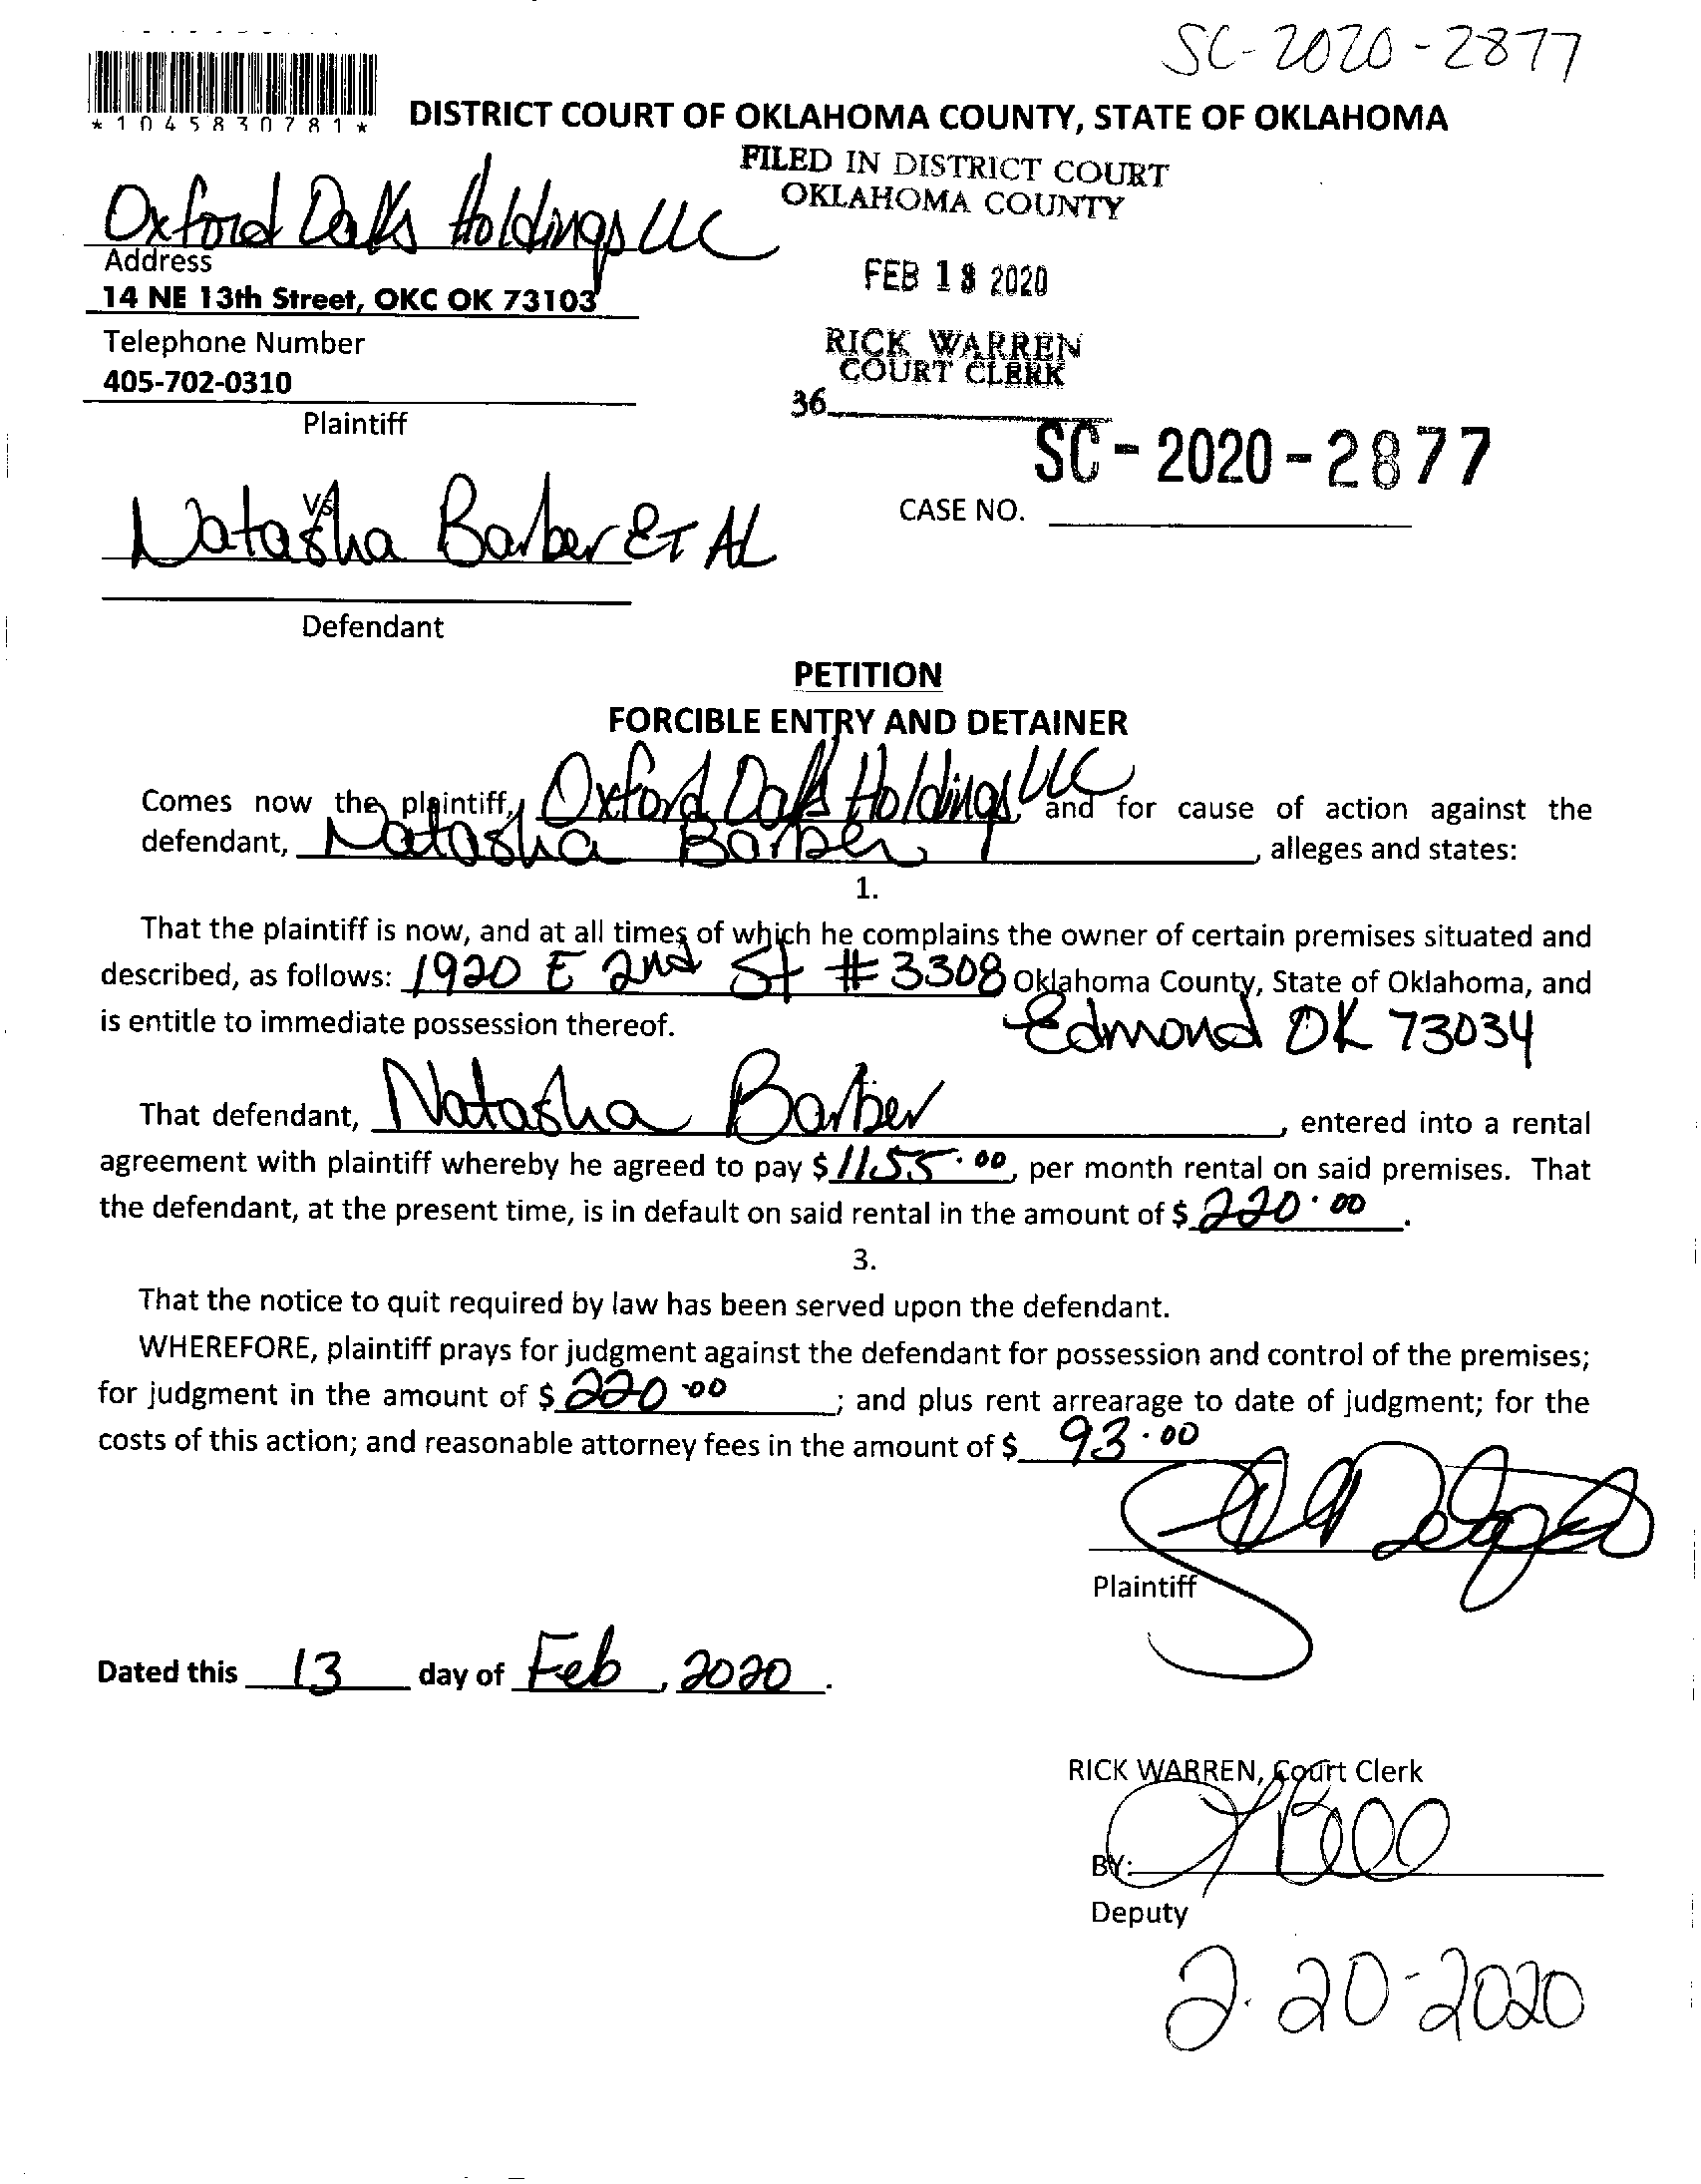 SC-2020-2877
*1045830781*
DISTRICT COURT OF OKLAHOMA COUNTY, STATE OF OKLAHOMA
FILED IN DISTRICT COURT
OKLAHOMA COUNTY
Oxford Oaks Holdings LLC
Address
14 NE 13th Street, OKC OK 73103
FEB 18 2020
Telephone Number
405-702-0310
RICK WARREN
COURT CLERK
36
Plaintiff
SC-2020-2877
CASE NO.
vs
Natasha Barber ET AL
Defendant
PETITION
FORCIBLE ENTRY AND DETAINER
Comes now the plaintiff, Oxford Oaks Holdings LLC, and for cause of action against the
defendant, Natasha Barber, alleges and states:
1.
That the plaintiff is now, and at all times of which he complains the owner of certain premises situated and
described, as follows: 1920 E 2nd St # 3308 Oklahoma County, State of Oklahoma, and
is entitle to immediate possession thereof. Edmond OK 73034
That defendant, Natasha Barber, entered into a rental
agreement with plaintiff whereby he agreed to pay $ 1155.00, per month rental on said premises. That
the defendant, at the present time, is in default on said rental in the amount of $ 220.00.
3.
That the notice to quit required by law has been served upon the defendant.
WHEREFORE, plaintiff prays for judgment against the defendant for possession and control of the premises;
for judgment in the amount of $ 220.00; and plus rent arrearage to date of judgment; for the
costs of this action; and reasonable attorney fees in the amount of $ 93.00
Plaintiff
Dated this 13 day of Feb, 2020.
RICK WARREN, Court Clerk
BY:
Deputy
2-20-2020